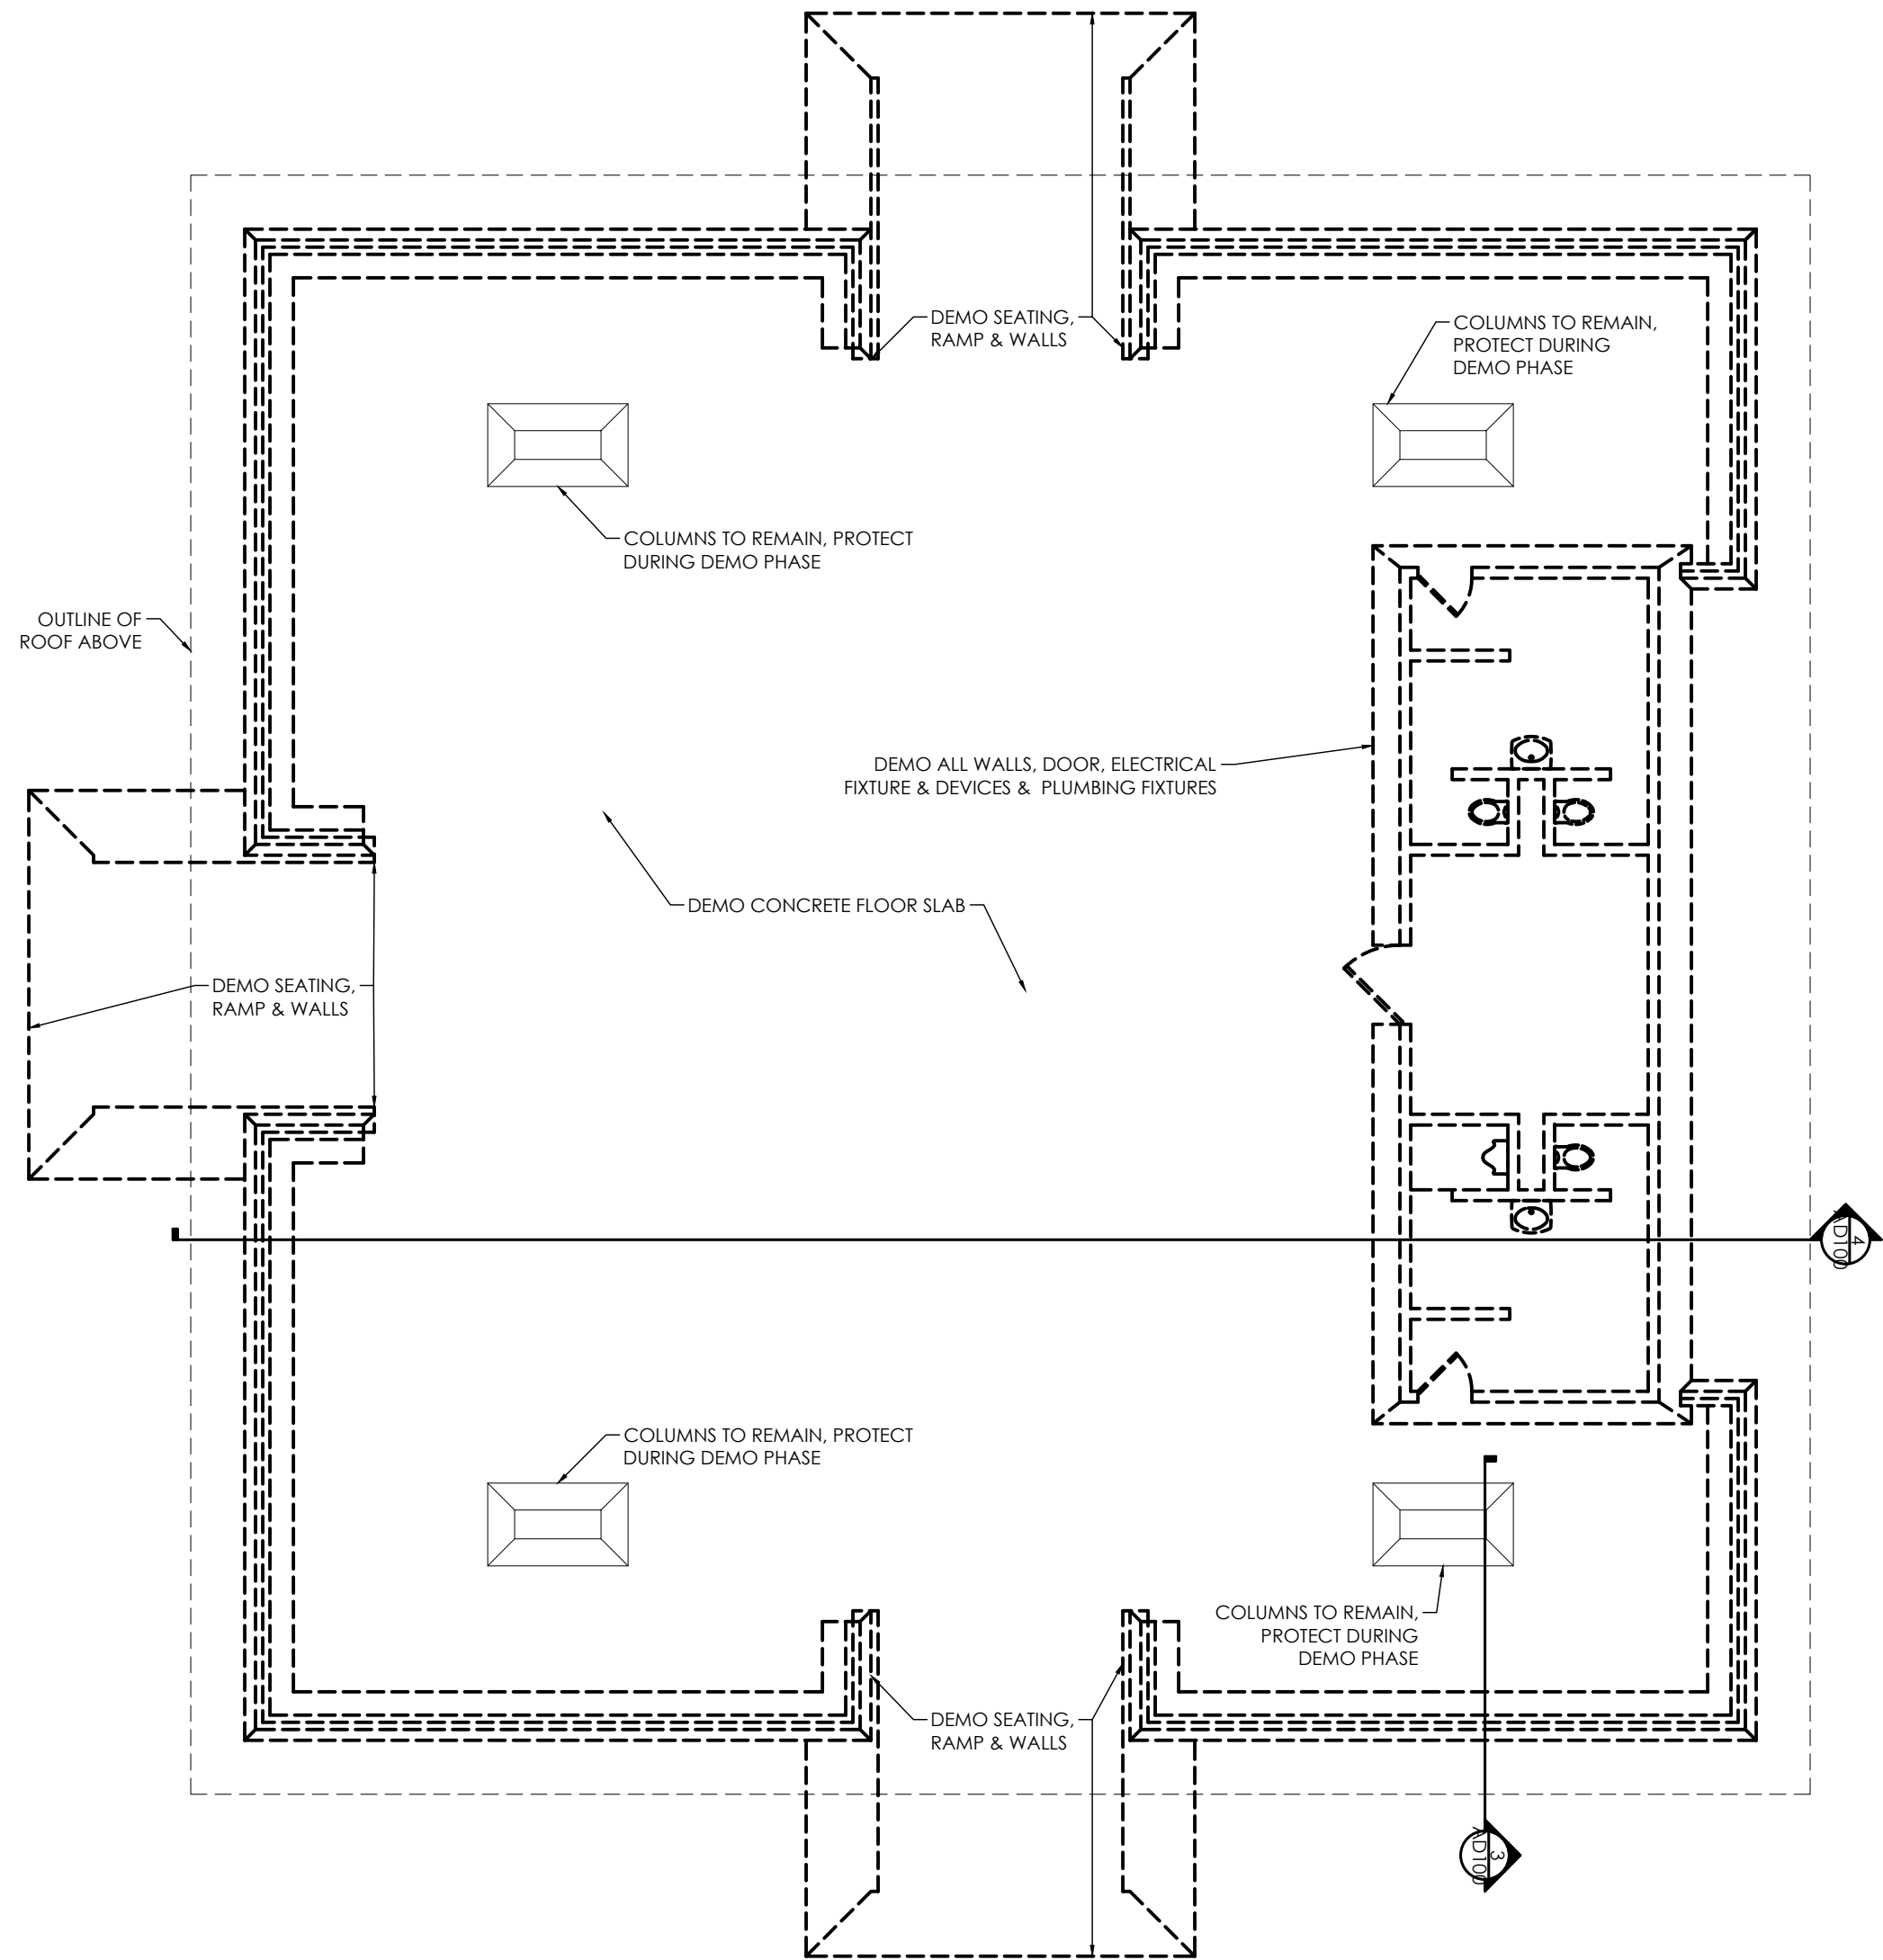 DEMO SEATING,
RAMP & WALLS
COLUMNS TO REMAIN,
PROTECT DURING
DEMO PHASE
COLUMNS TO REMAIN, PROTECT
DURING DEMO PHASE
OUTLINE OF
ROOF ABOVE
DEMO ALL WALLS, DOOR, ELECTRICAL
FIXTURE & DEVICES & PLUMBING FIXTURES
DEMO CONCRETE FLOOR SLAB
DEMO SEATING,
RAMP & WALLS
4
AD100
COLUMNS TO REMAIN, PROTECT
DURING DEMO PHASE
COLUMNS TO REMAIN,
PROTECT DURING
DEMO PHASE
DEMO SEATING,
RAMP & WALLS
3
AD100